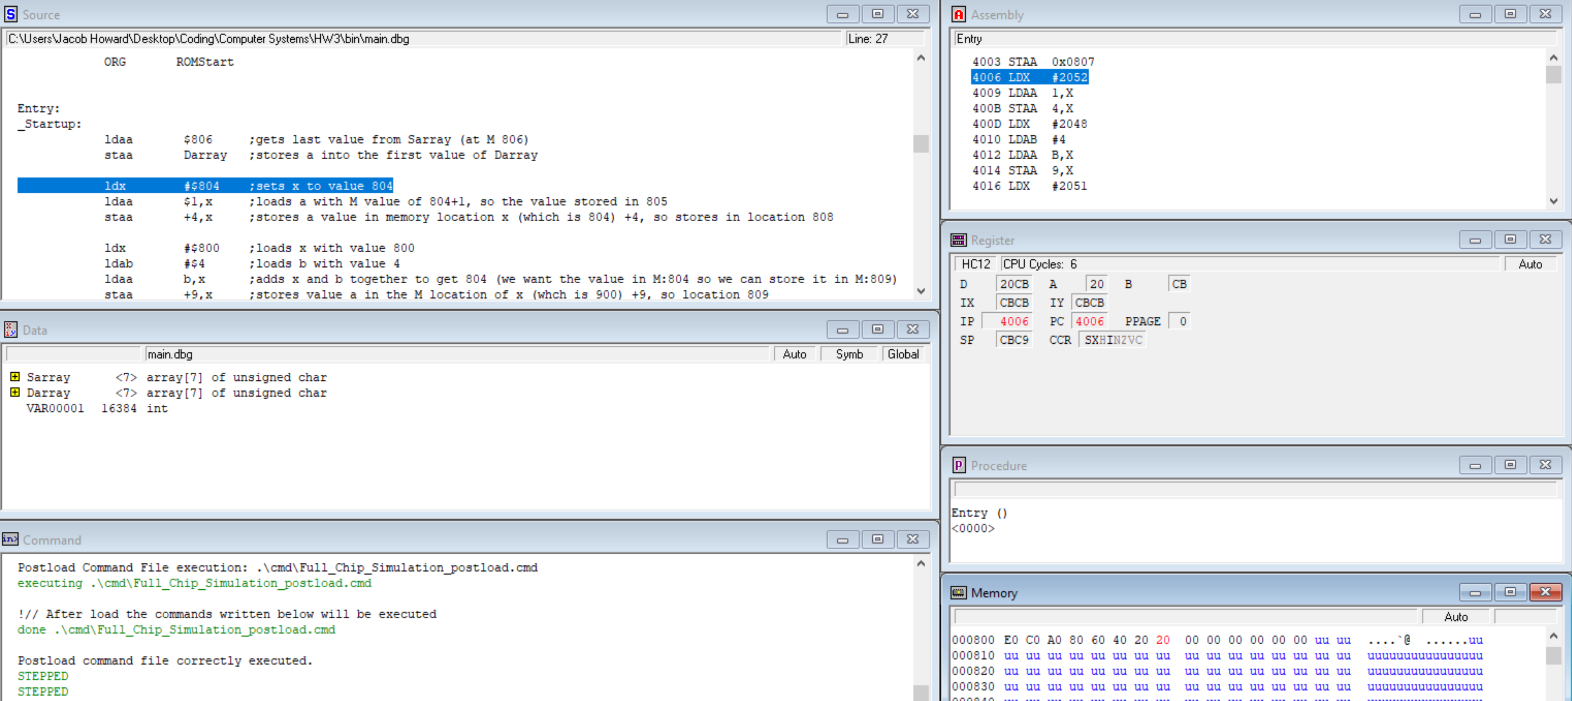 Source
C:\Users\Jacob Howard\Desktop\Coding\Computer Systems\HW3\bin\main.dbg Line: 27
ORG ROMStart
Entry:
_Startup:
ldaa $806 ;gets last value from Sarray (at M 806)
staa Darray ;stores a into the first value of Darray
ldx #$804 ;sets x to value 804
ldaa $1,x ;loads a with M value of 804+1, so the value stored in 805
staa +4,x ;stores a value in memory location x (which is 804) +4, so stores in location 808
ldx #$800 ;loads x with value 800
ldab #$4 ;loads b with value 4
ldaa b,x ;adds x and b together to get 804 (we want the value in M:804 so we can store it in M:809)
staa +9,x ;stores value a in the M location of x (whch is 900) +9, so location 809
Data
main.dbg Auto Symb Global
Sarray <7> array[7] of unsigned char
Darray <7> array[7] of unsigned char
VAR00001 16384 int
Command
Postload Command File execution: .\cmd\Full_Chip_Simulation_postload.cmd
executing .\cmd\Full_Chip_Simulation_postload.cmd
!// After load the commands written below will be executed
done .\cmd\Full_Chip_Simulation_postload.cmd
Postload command file correctly executed.
STEPPED
STEPPED
Assembly
Entry
4003 STAA 0x0807
4006 LDX #2052
4009 LDAA 1,X
400B STAA 4,X
400D LDX #2048
4010 LDAB #4
4012 LDAA B,X
4014 STAA 9,X
4016 LDX #2051
Register
HC12 CPU Cycles: 6 Auto
D 20CB A 20 B CB
IX CBCB IY CBCB
IP 4006 PC 4006 PPAGE 0
SP CBC9 CCR SXHINZVC
Procedure
Entry ()
<0000>
Memory
Auto
000800 E0 C0 A0 80 60 40 20 20 00 00 00 00 00 00 uu uu ....`@ ......uu
000810 uu uu uu uu uu uu uu uu uu uu uu uu uu uu uu uu uuuuuuuuuuuuuuuu
000820 uu uu uu uu uu uu uu uu uu uu uu uu uu uu uu uu uuuuuuuuuuuuuuuu
000830 uu uu uu uu uu uu uu uu uu uu uu uu uu uu uu uu uuuuuuuuuuuuuuuu